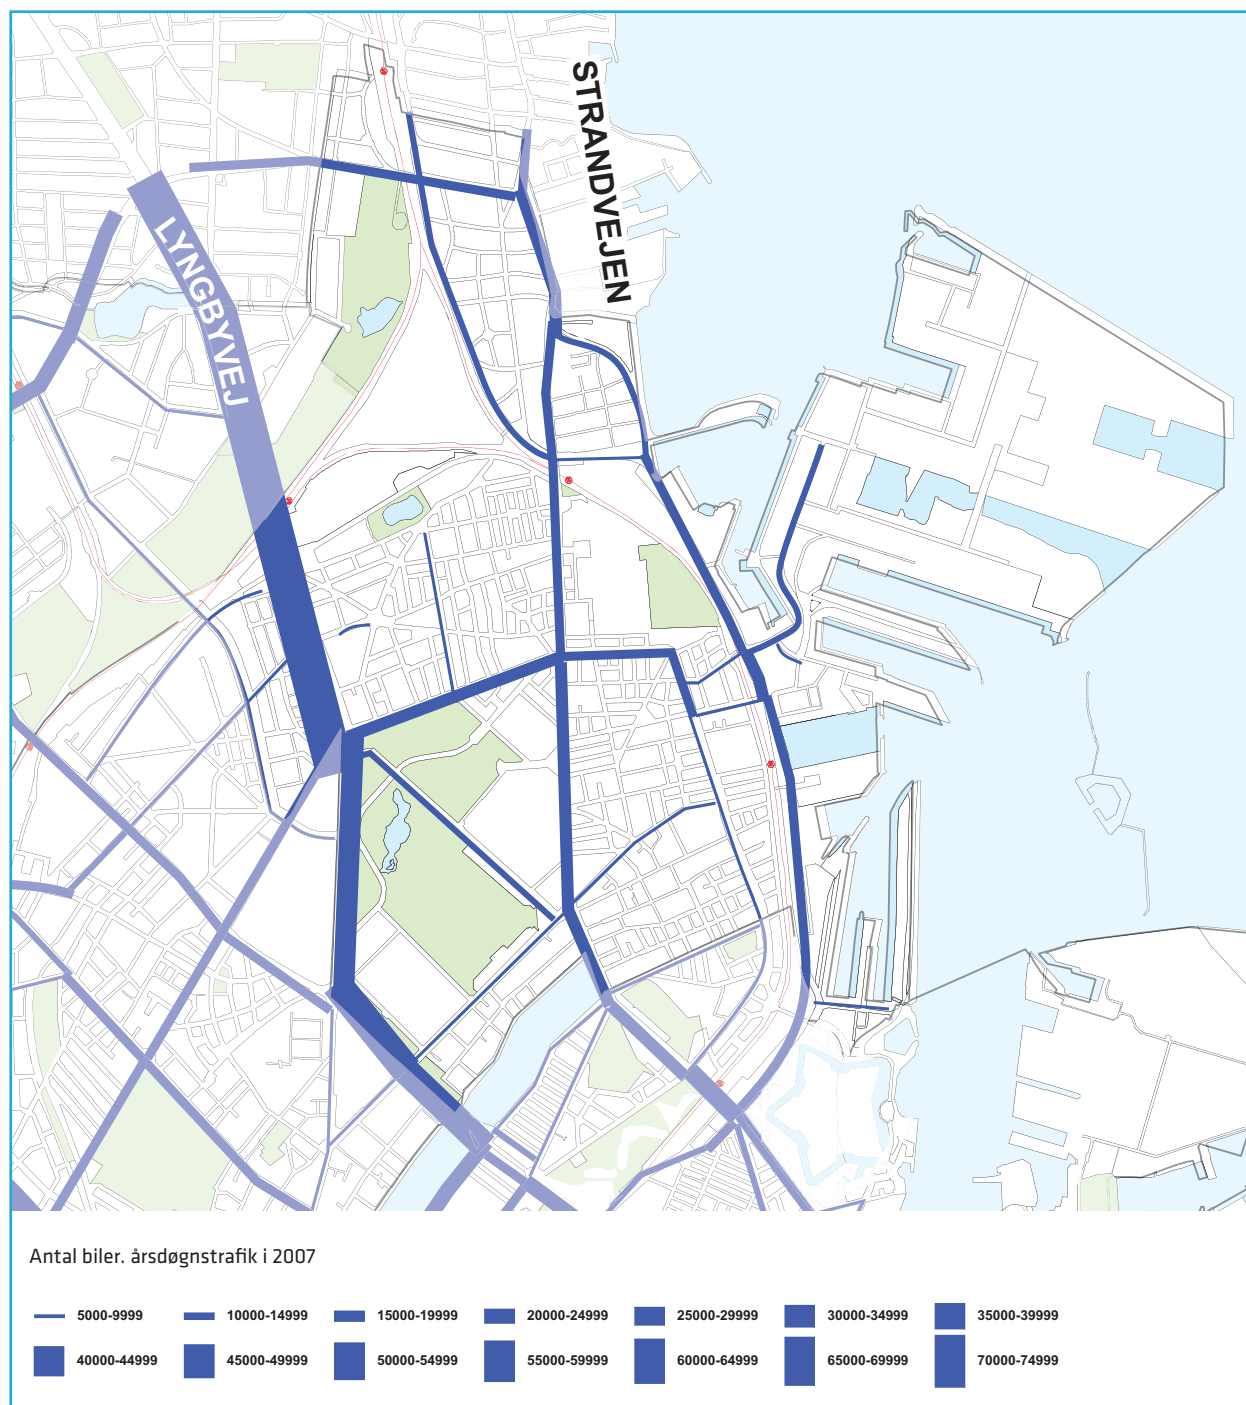 STRANDVEJEN
LYNGBYVEJ
Antal biler. årsdøgnstrafik i 2007
5000-9999 10000-14999 15000-19999 20000-24999 25000-29999 30000-34999 35000-39999
40000-44999 45000-49999 50000-54999 55000-59999 60000-64999 65000-69999 70000-74999